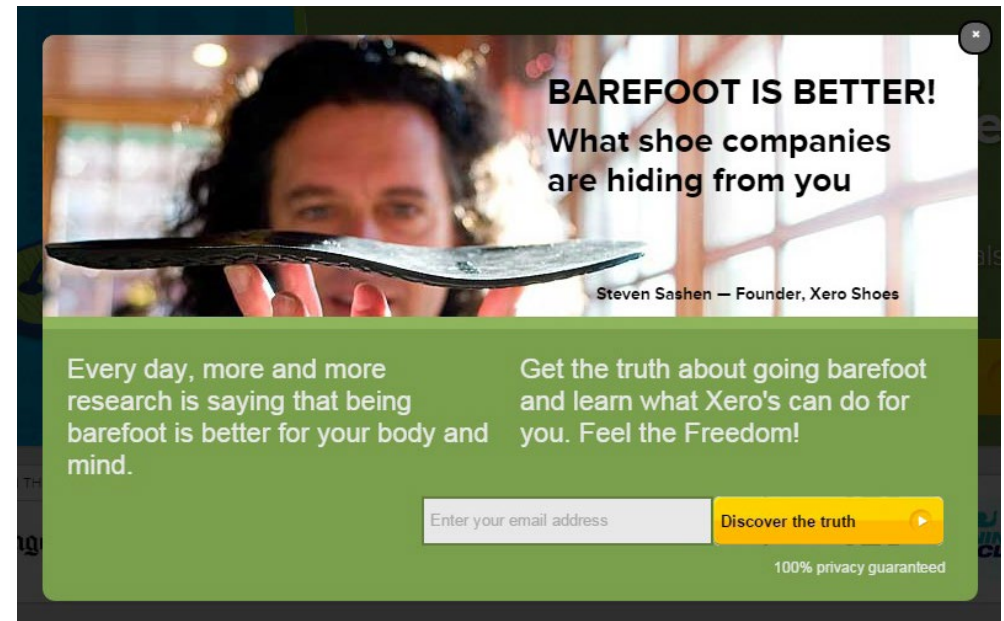 BAREFOOT IS BETTER!
What shoe companies
are hiding from you
Steven Sashen — Founder, Xero Shoes
Every day, more and more
research is saying that being
barefoot is better for your body and
mind.
Get the truth about going barefoot
and learn what Xero's can do for
you. Feel the Freedom!
Enter your email address
Discover the truth
100% privacy guaranteed